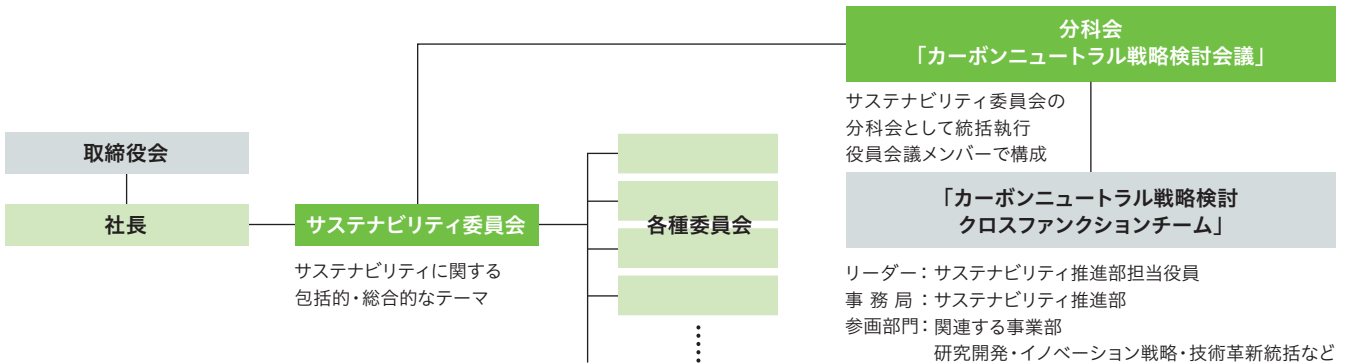 分科会
「カーボンニュートラル戦略検討会議」
サステナビリティ委員会の
分科会として統括執行
役員会議メンバーで構成
取締役会
社長
サステナビリティ委員会
サステナビリティに関する
包括的・総合的なテーマ
各種委員会
「カーボンニュートラル戦略検討
クロスファンクションチーム」
リーダー：サステナビリティ推進部担当役員
事 務 局：サステナビリティ推進部
参画部門：関連する事業部
研究開発・イノベーション戦略・技術革新統括など